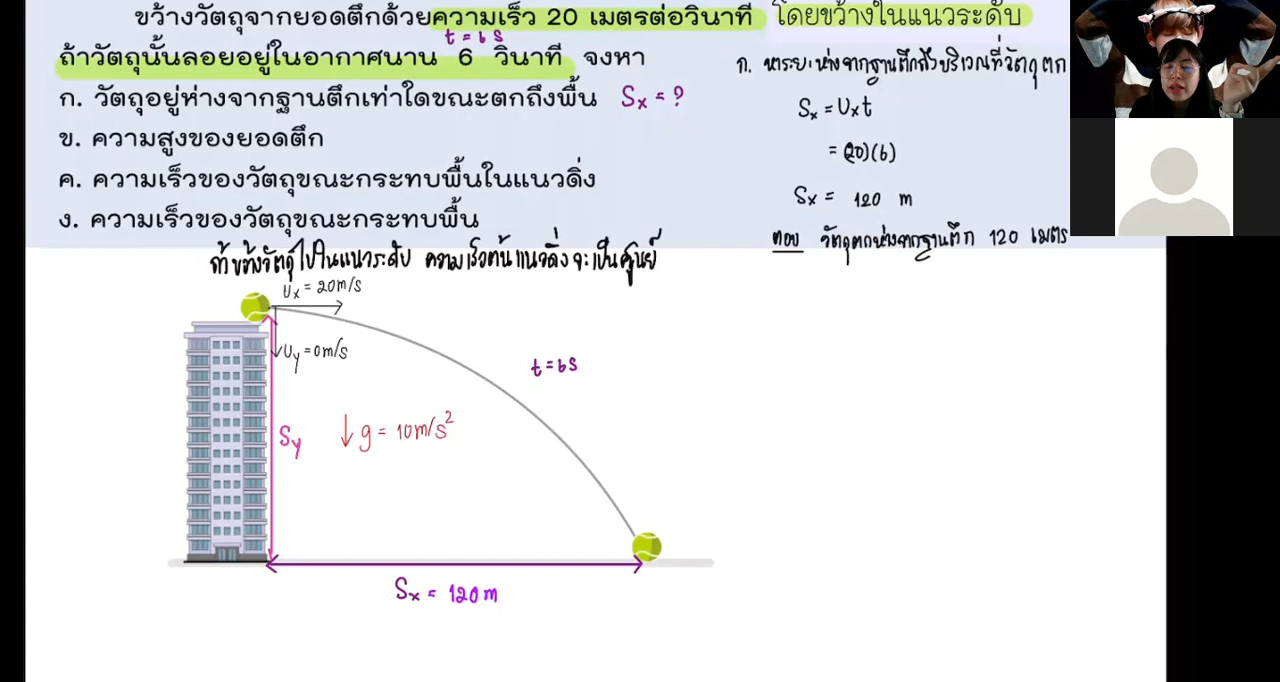 ขว้างวัตถุจากยอดตึกด้วยความเร็ว 20 เมตรต่อวินาที โดยขว้างในแนวระดับ
t = 6 s
ถ้าวัตถุนั้นลอยอยู่ในอากาศนาน 6 วินาที จงหา
ก. วัตถุอยู่ห่างจากฐานตึกเท่าใดขณะตกถึงพื้น Sx = ?
ข. ความสูงของยอดตึก
ค. ความเร็วของวัตถุขณะกระทบพื้นในแนวดิ่ง
ง. ความเร็วของวัตถุขณะกระทบพื้น
ก. หาระยะห่างจากฐานตึกถึงบริเวณที่วัตถุตก
Sx = Uxt
= (20)(6)
Sx = 120 m
ตอบ วัตถุตกห่างจากฐานตึก 120 เมตร
ถ้าขว้างวัตถุไปในแนวระดับ ความเร็วต้นแนวดิ่งจะเป็นศูนย์
Ux = 20 m/s
Uy = 0 m/s
t = 6 s
Sy
g = 10 m/s²
Sx = 120 m